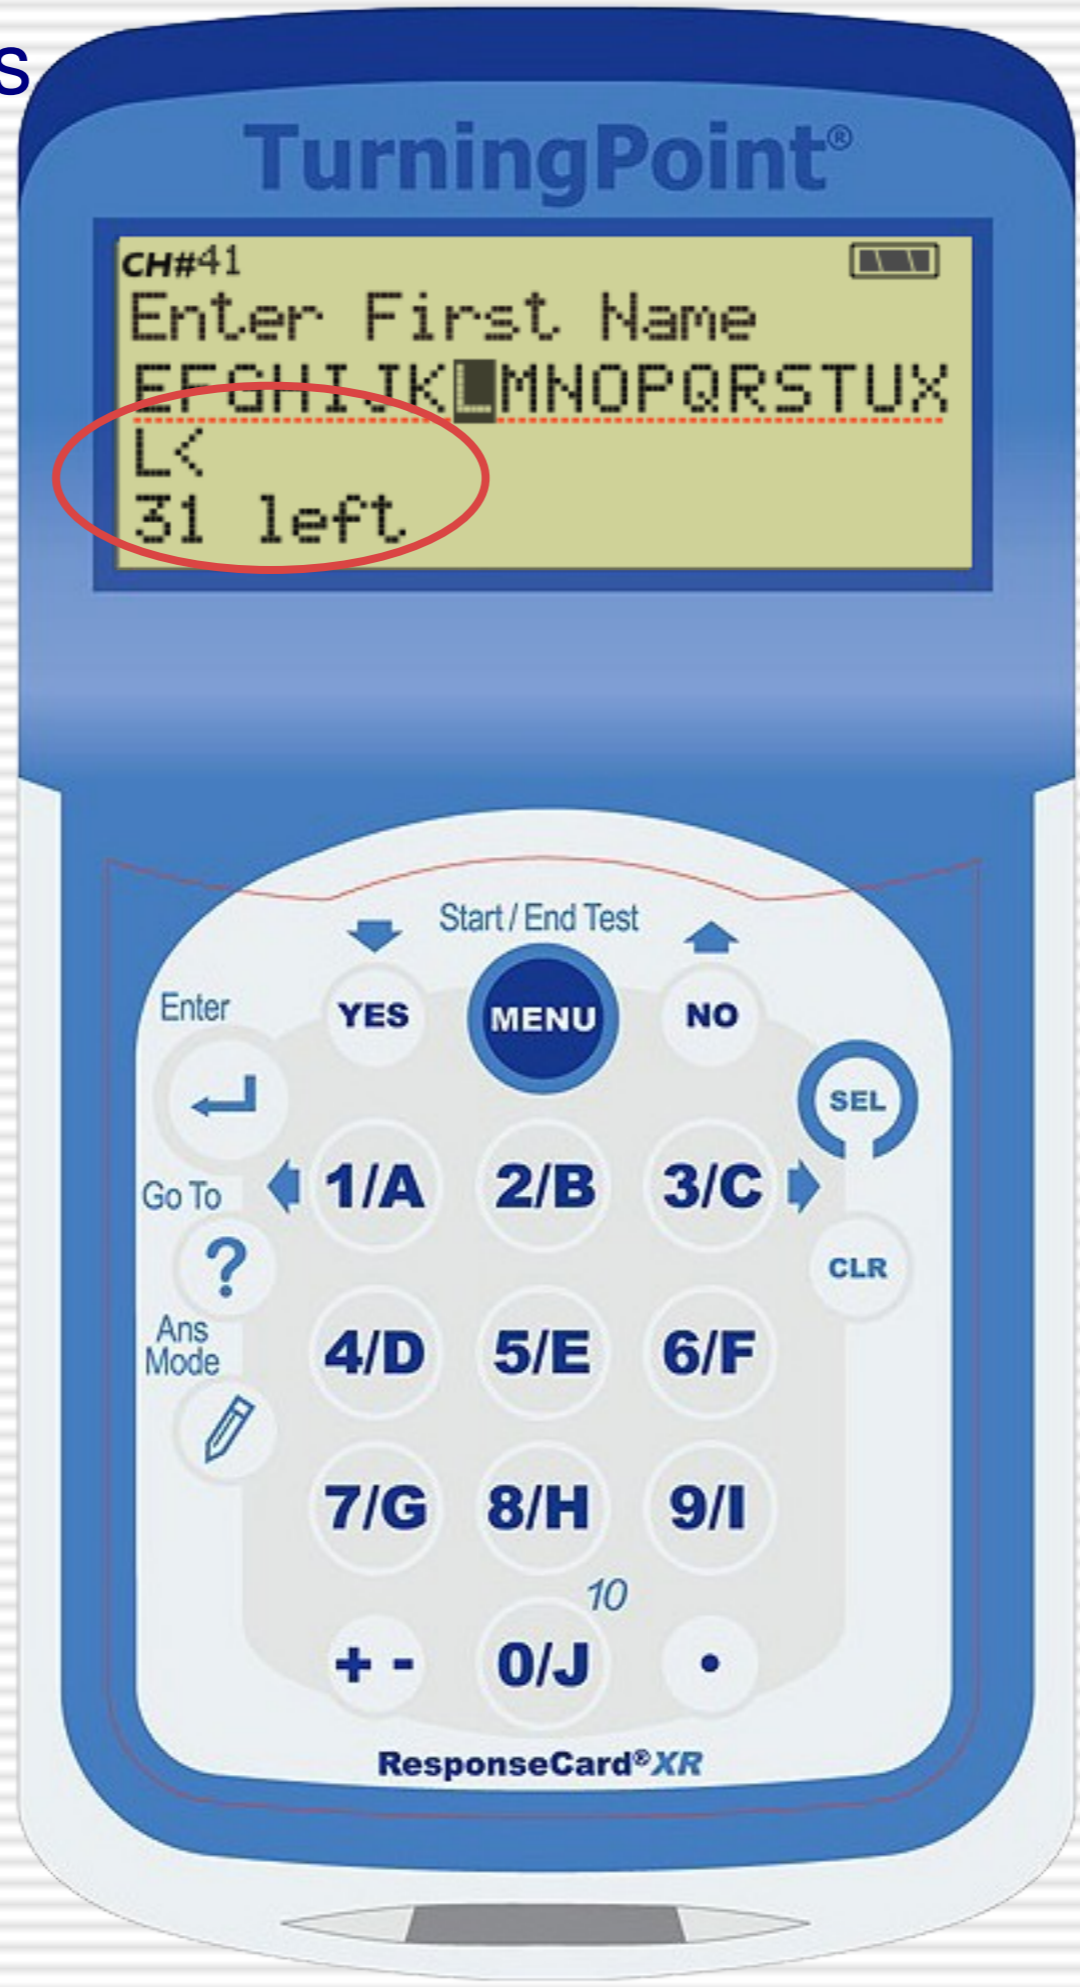 s
TurningPoint®
CH#41
Enter First Name
EFGHIJKLMNOPQRSTUX
L<
31 left
Start / End Test
YES
MENU
NO
Enter
SEL
Go To
1/A
2/B
3/C
?
CLR
Ans
Mode
4/D
5/E
6/F
7/G
8/H
9/I
10
+ -
0/J
•
ResponseCard®XR